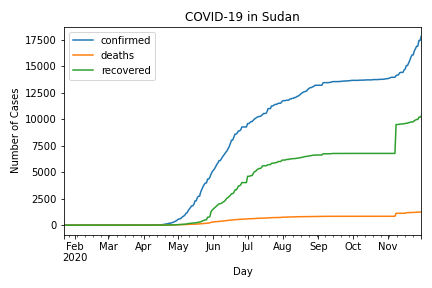 COVID-19 in Sudan
confirmed
deaths
recovered
Number of Cases
17500
15000
12500
10000
7500
5000
2500
0
Feb Mar Apr May Jun Jul Aug Sep Oct Nov
2020
Day